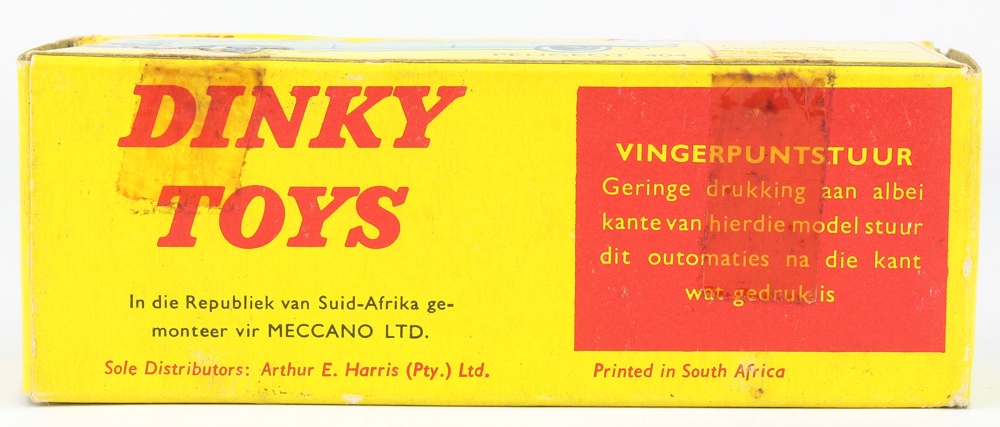 PEUGEOT 40
DINKY
TOYS
In die Republiek van Suid-Afrika ge-
monteer vir MECCANO LTD.
Sole Distributors: Arthur E. Harris (Pty.) Ltd.
VINGERPUNTSTUUR
Geringe drukking aan albei
kante van hierdie model stuur
dit outomaties na die kant
wat gedruk is
Printed in South Africa